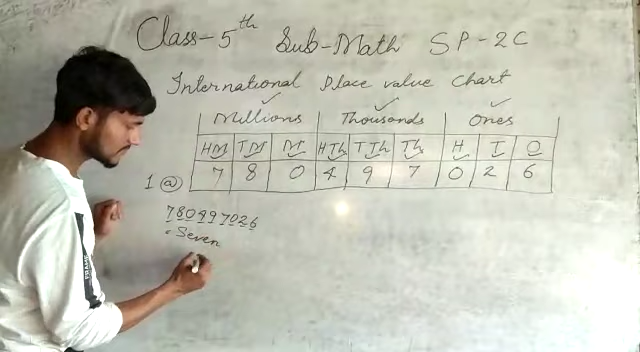 Class-5th Sub-Math SP-2C
International Place value Chart
Millions Thousands Ones
HM TM M HTh TTh Th H T O
1 (a) 7 8 0 4 9 7 0 2 6
780497026
Seven